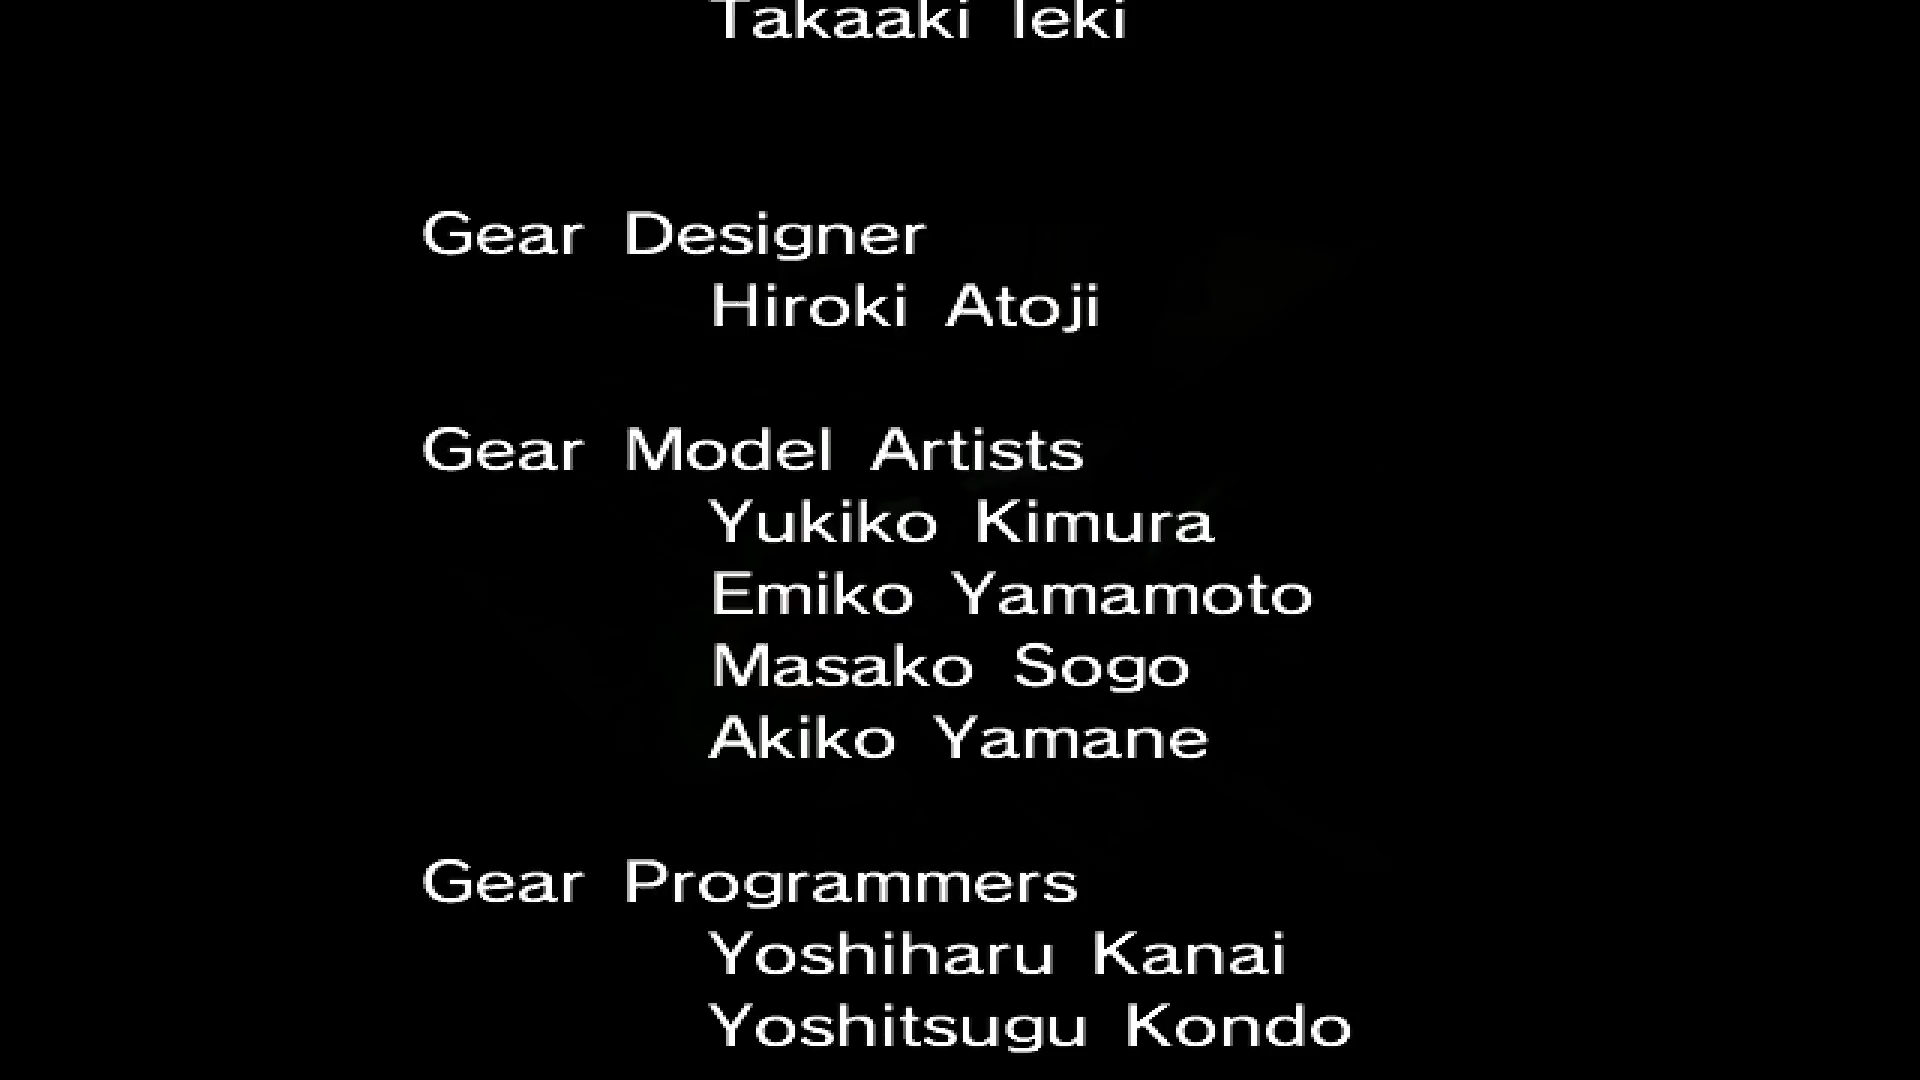 Takaaki Ieki
Gear Designer
Hiroki Atoji
Gear Model Artists
Yukiko Kimura
Emiko Yamamoto
Masako Sogo
Akiko Yamane
Gear Programmers
Yoshiharu Kanai
Yoshitsugu Kondo